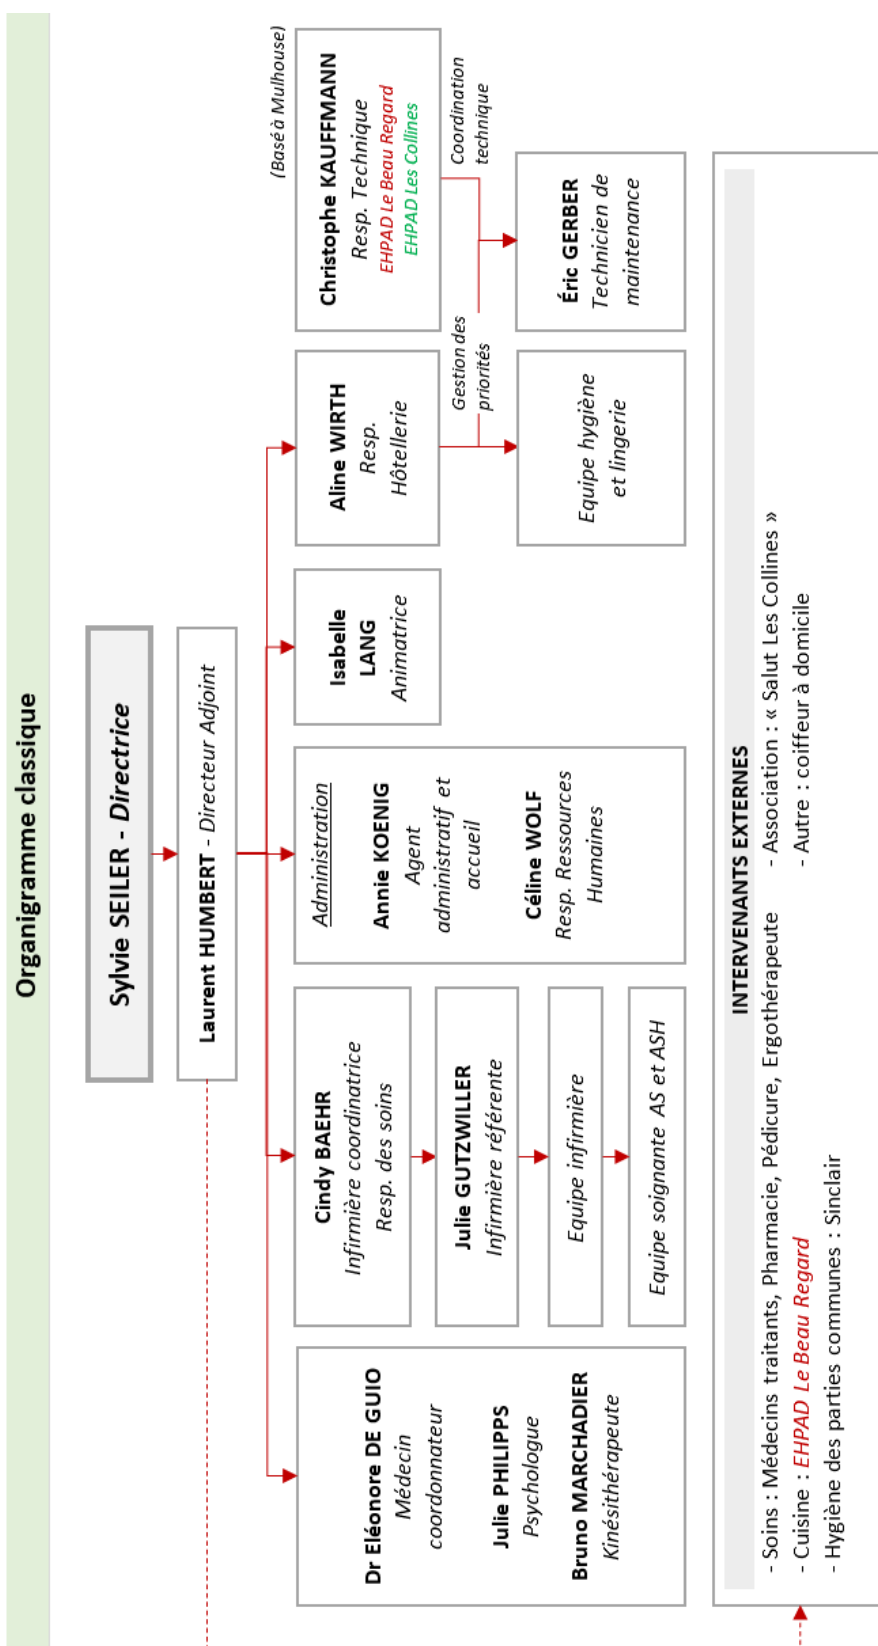 Organigramme classique
Sylvie SEILER - Directrice
Laurent HUMBERT - Directeur Adjoint
Dr Eléonore DE GUIO
Médecin
coordonnateur
Julie PHILIPPS
Psychologue
Bruno MARCHADIER
Kinésithérapeute
Cindy BAEHR
Infirmière coordinatrice
Resp. des soins
Julie GUTZWILLER
Infirmière référente
Equipe infirmière
Equipe soignante AS et ASH
Administration
Annie KOENIG
Agent
administratif et
accueil
Céline WOLF
Resp. Ressources
Humaines
Isabelle
LANG
Animatrice
Aline WIRTH
Resp.
Hôtellerie
Gestion des
priorités
Equipe hygiène
et lingerie
(Basé à Mulhouse)
Christophe KAUFFMANN
Resp. Technique
EHPAD Le Beau Regard
EHPAD Les Collines
Coordination
technique
Éric GERBER
Technicien de
maintenance
INTERVENANTS EXTERNES
- Soins : Médecins traitants, Pharmacie, Pédicure, Ergothérapeute
- Cuisine : EHPAD Le Beau Regard
- Hygiène des parties communes : Sinclair
- Association : « Salut Les Collines »
- Autre : coiffeur à domicile